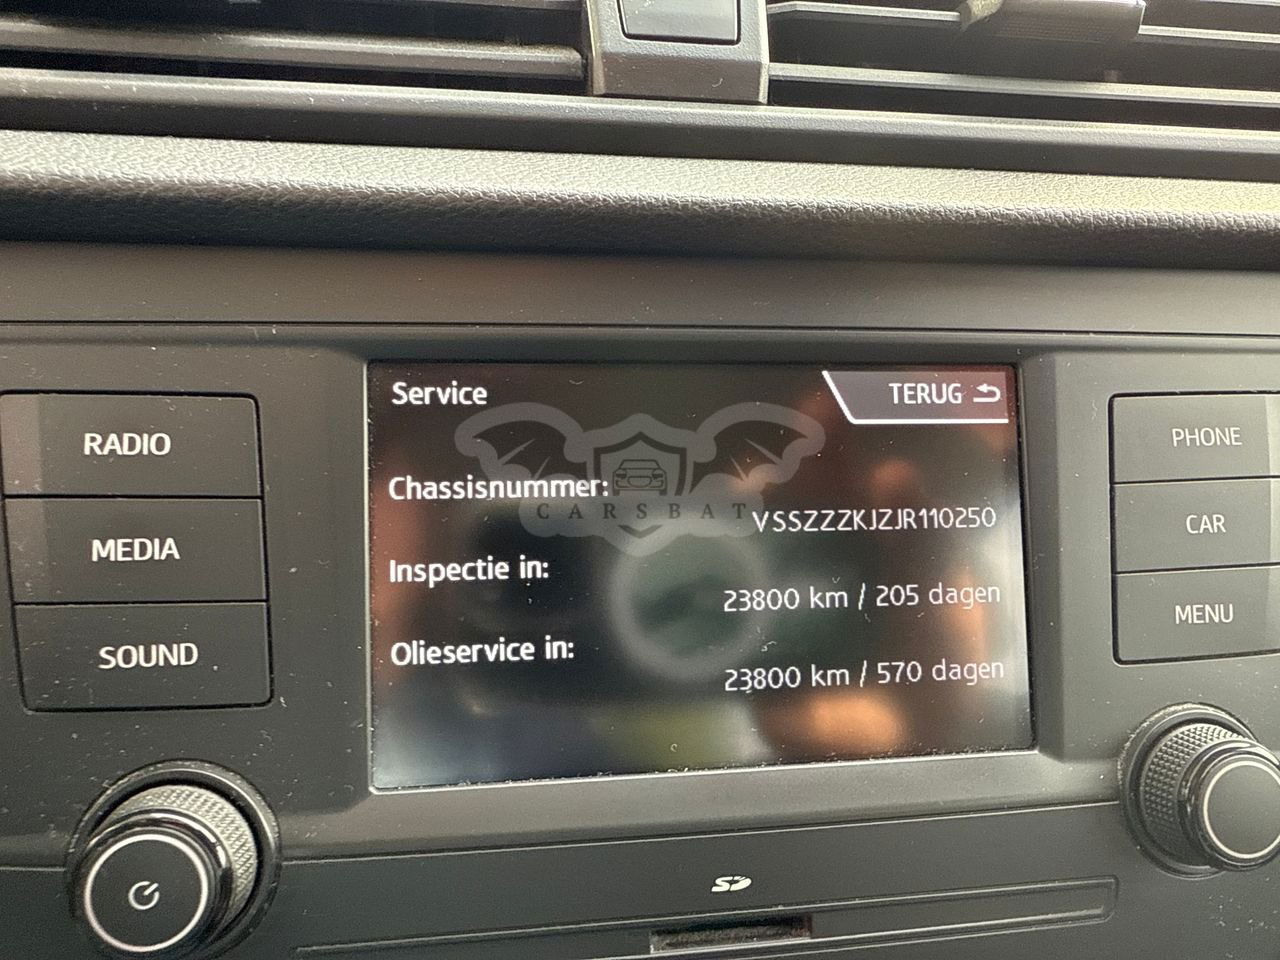 Service
TERUG
RADIO
MEDIA
SOUND
Chassisnummer:
VSSZZZKJZJR110250
Inspectie in:
23800 km / 205 dagen
Olieservice in:
23800 km / 570 dagen
PHONE
CAR
MENU
CARSBAT
SD